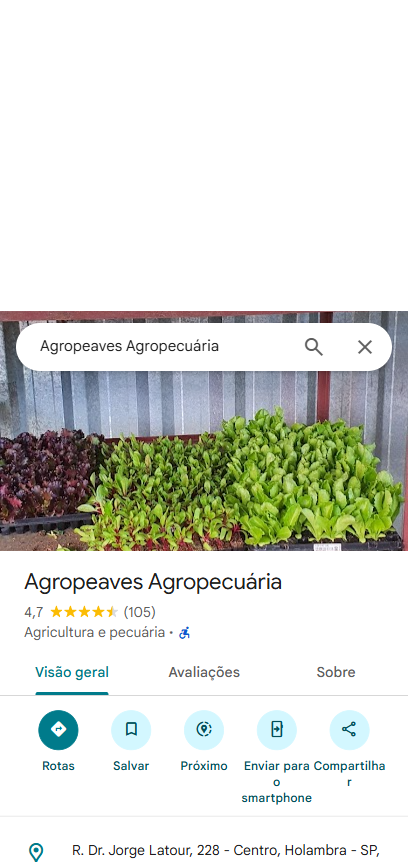 Agropeaves Agropecuária
Agropeaves Agropecuária
4,7 (105)
Agricultura e pecuária ·
Visão geral Avaliações Sobre
Rotas Salvar Próximo Enviar para o smartphone Compartilhar
R. Dr. Jorge Latour, 228 - Centro, Holambra - SP,